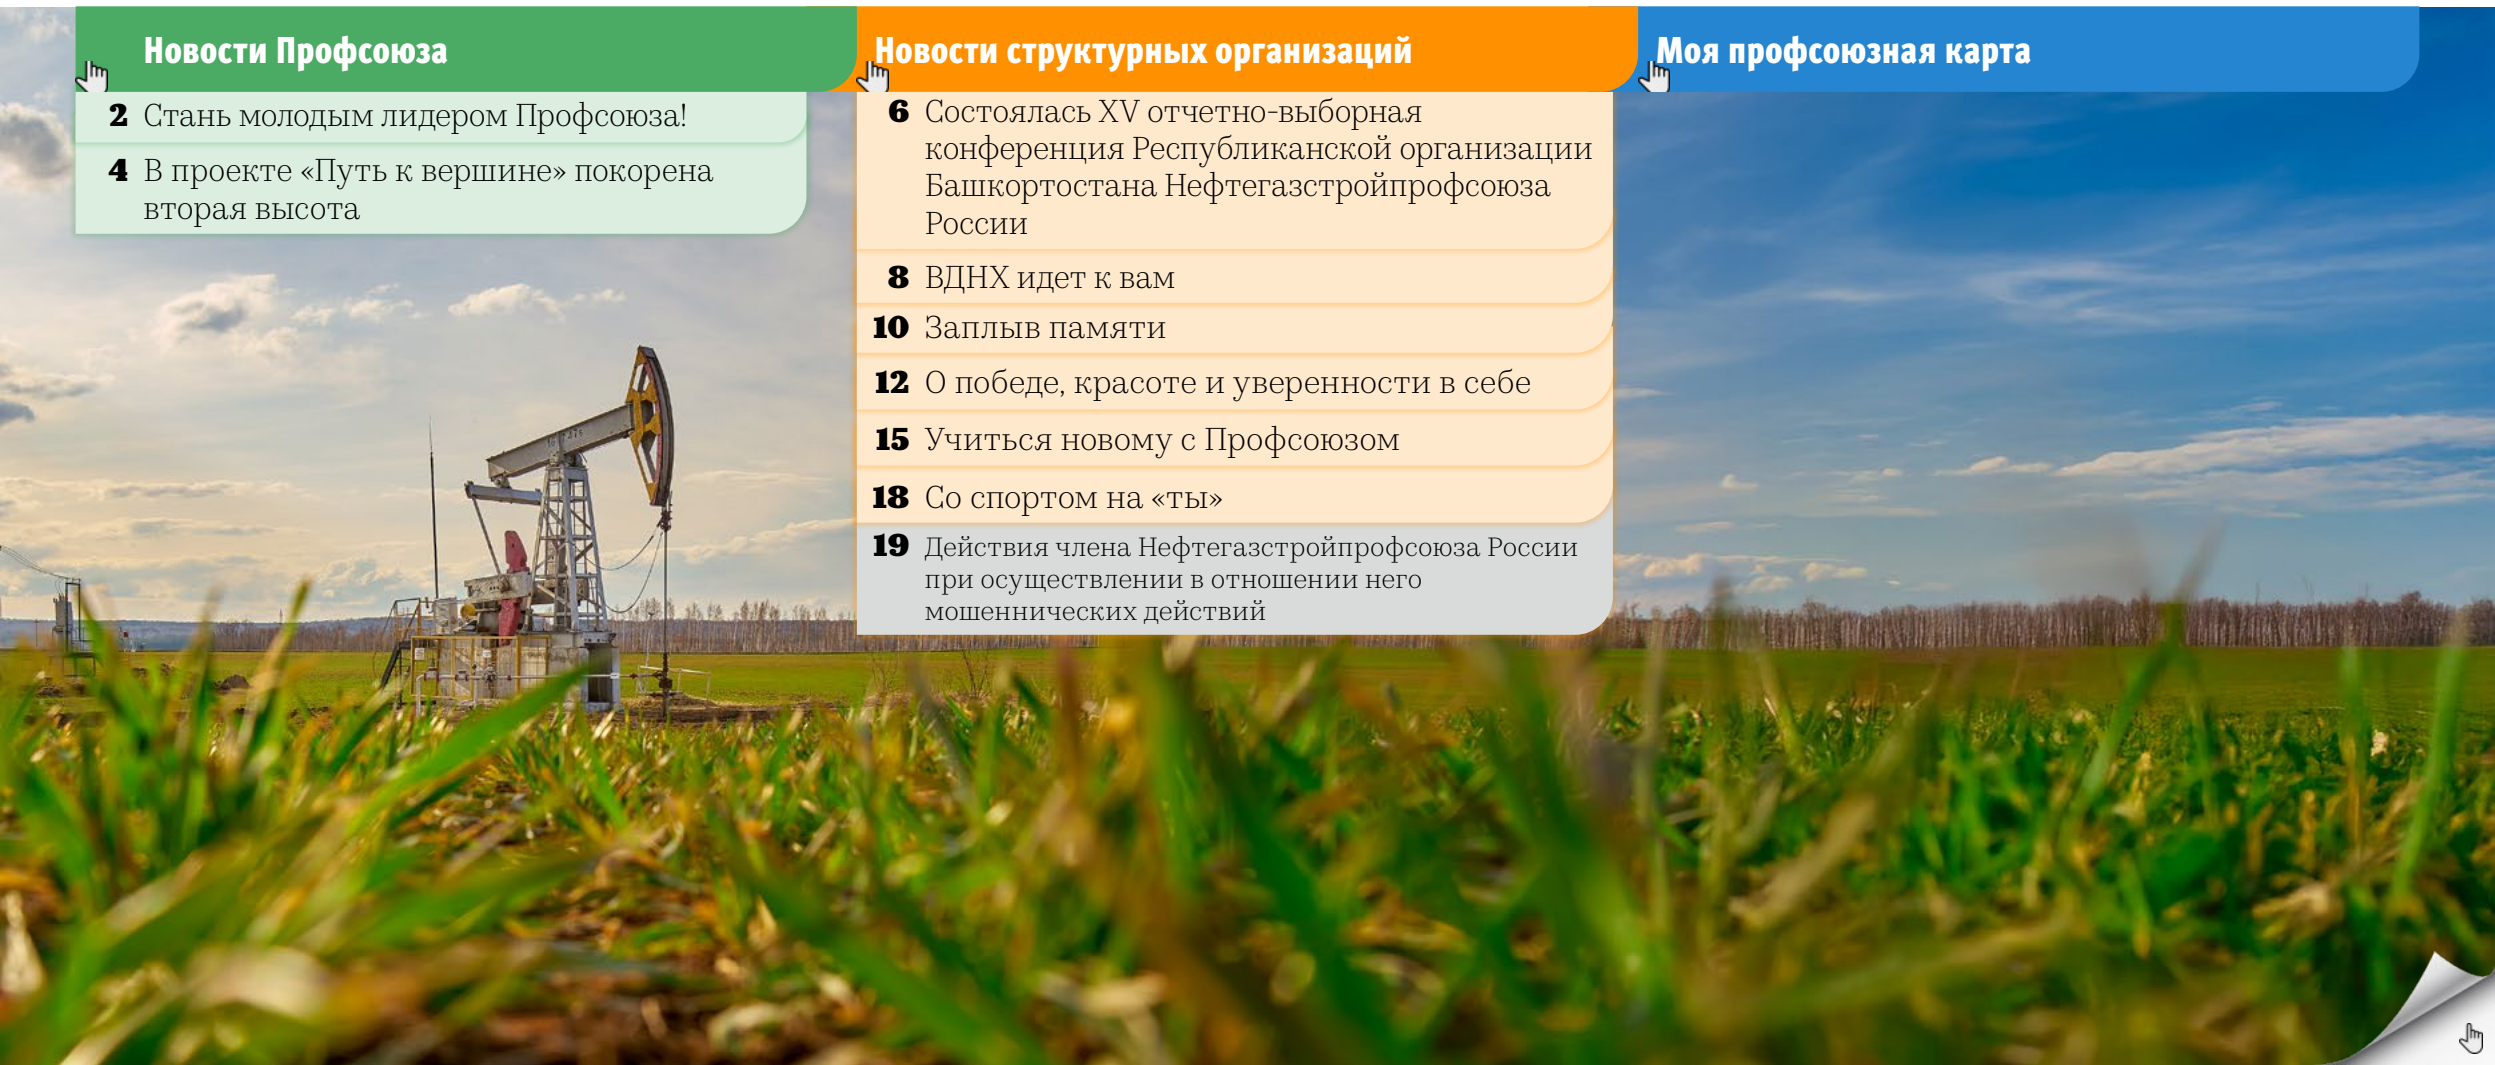 Новости Профсоюза
2 Стань молодым лидером Профсоюза!
4 В проекте «Путь к вершине» покорена
вторая высота
Новости структурных организаций
6 Состоялась XV отчетно-выборная
конференция Республиканской организации
Башкортостана Нефтегазстройпрофсоюза
России
8 ВДНХ идет к вам
10 Заплыв памяти
12 О победе, красоте и уверенности в себе
15 Учиться новому с Профсоюзом
18 Со спортом на «ты»
19 Действия члена Нефтегазстройпрофсоюза России
при осуществлении в отношении него
мошеннических действий
Моя профсоюзная карта